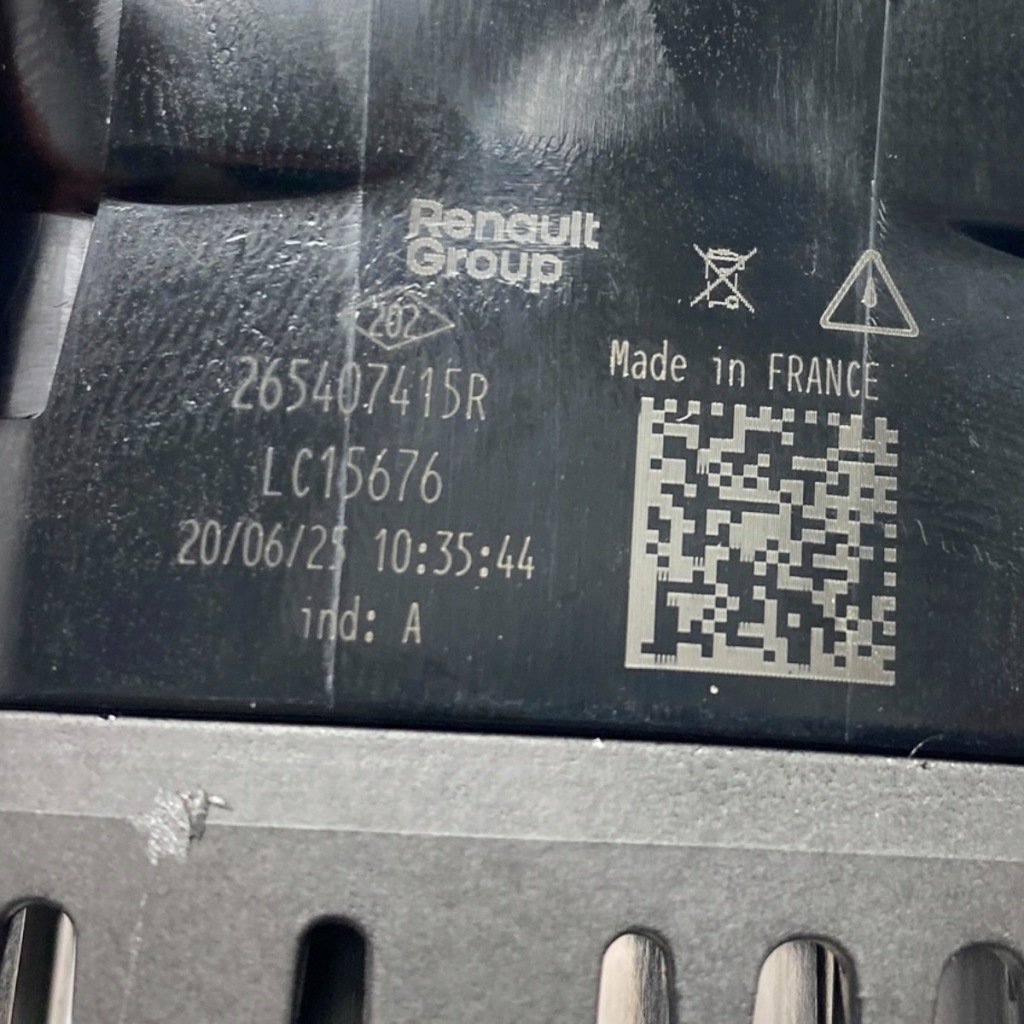 Renault
Group
202
265407415R
LC15676
20/06/25 10:35:44
ind: A
Made in FRANCE